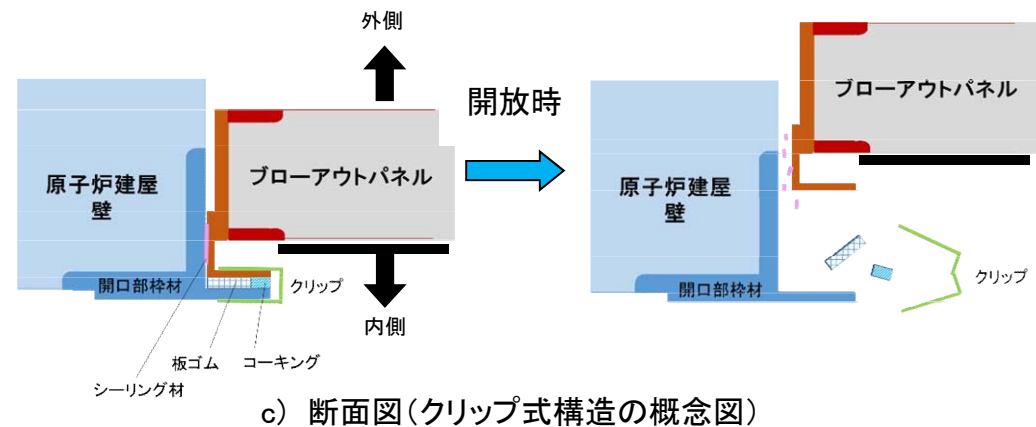 外側
開放時
ブローアウトパネル
ブローアウトパネル
原子炉建屋
壁
原子炉建屋
壁
開口部枠材
クリップ
開口部枠材
クリップ
内側
板ゴム
コーキング
シーリング材
c) 断面図(クリップ式構造の概念図)